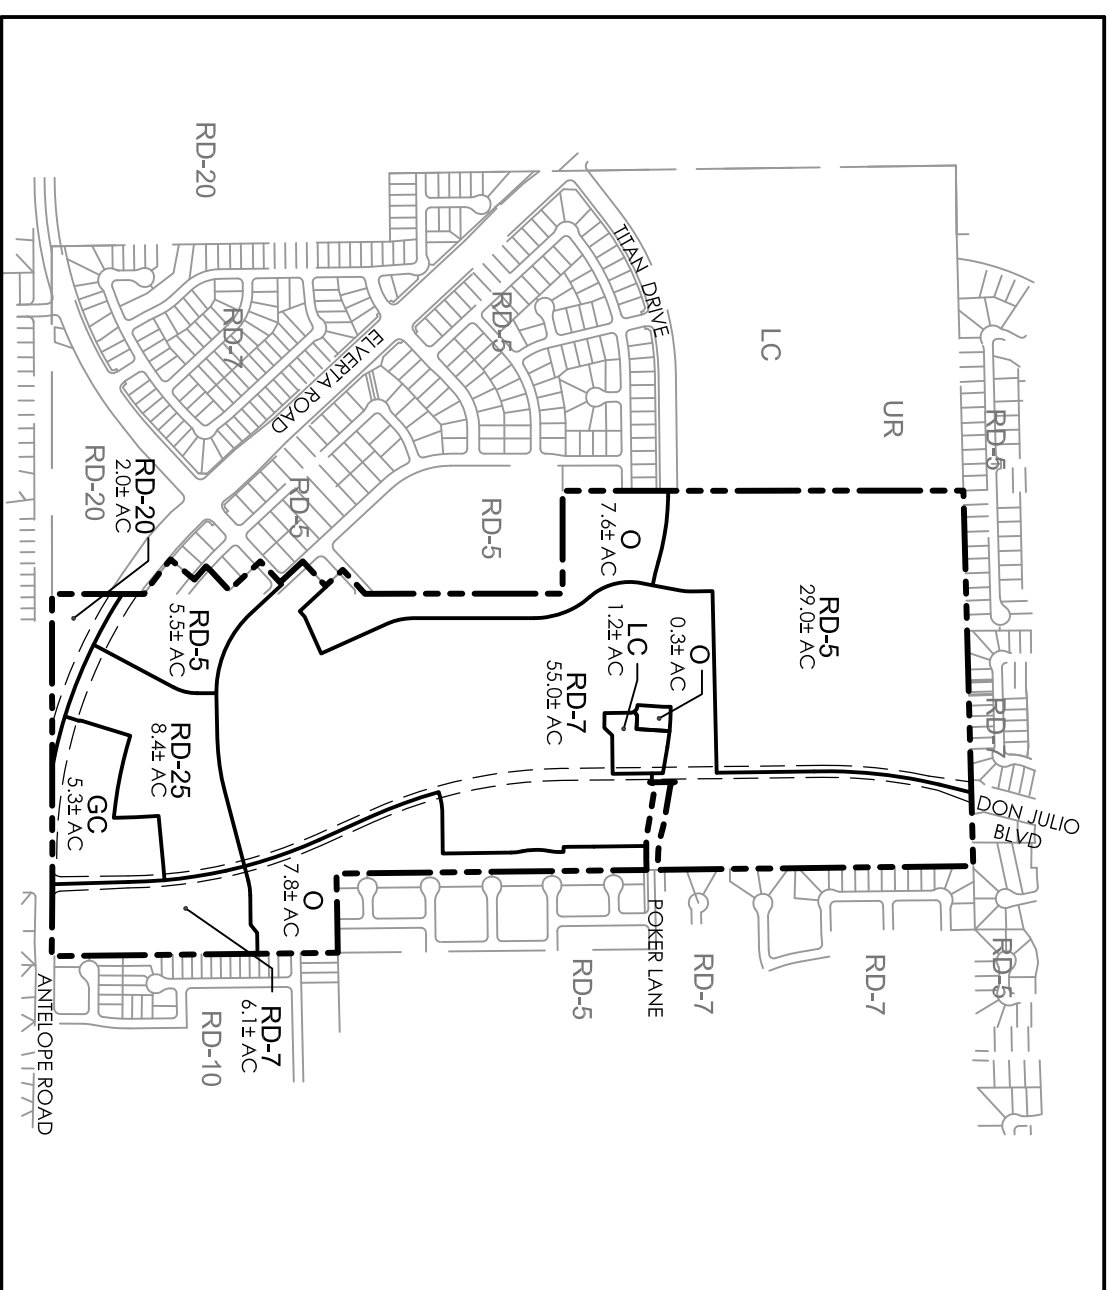 DON JULIO
BLVD
RD-5
RD-7
RD-5
UR
RD-7
RD-5
29.0± AC
LC
RD-7
O
0.3± AC
TITAN DRIVE
POKER LANE
O
7.6± AC
LC
1.2± AC
RD-7
55.0± AC
RD-5
RD-5
RD-5
ELVERTA ROAD
RD-5
O
7.8± AC
RD-7
6.1± AC
RD-7
RD-20
RD-10
RD-5
5.5± AC
RD-25
8.4± AC
RD-20
2.0± AC
RD-20
GC
5.3± AC
ANTELOPE ROAD